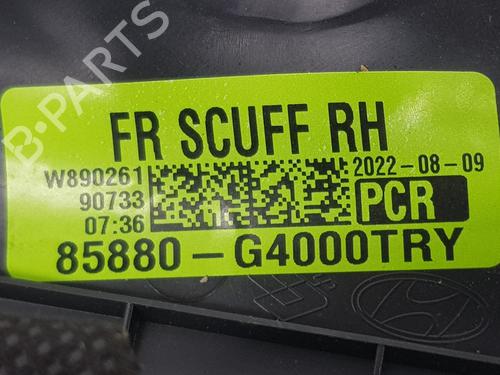 FR SCUFF RH
W890261
90733
07:36
2022-08-09
PCR
85880-G4000TRY
B-PARTS